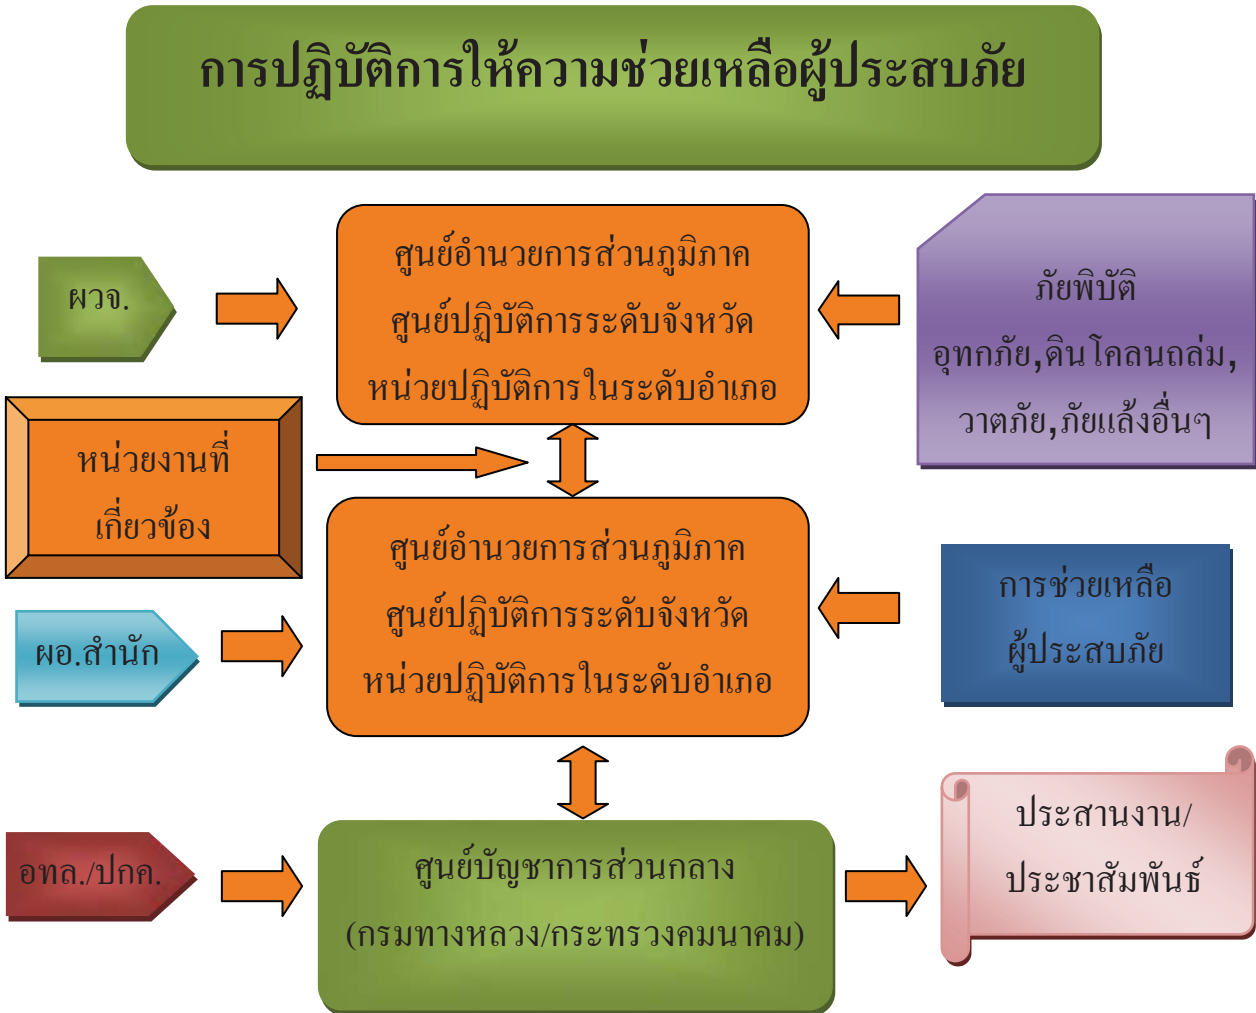 การปฏิบัติการให้ความช่วยเหลือผู้ประสบภัย
ผวจ.
ศูนย์อำนวยการส่วนภูมิภาค
ศูนย์ปฏิบัติการระดับจังหวัด
หน่วยปฏิบัติการในระดับอำเภอ
ภัยพิบัติ
อุทกภัย,ดินโคลนถล่ม,
วาตภัย,ภัยแล้งอื่นๆ
หน่วยงานที่
เกี่ยวข้อง
ศูนย์อำนวยการส่วนภูมิภาค
ศูนย์ปฏิบัติการระดับจังหวัด
หน่วยปฏิบัติการในระดับอำเภอ
ผอ.สำนัก
การช่วยเหลือ
ผู้ประสบภัย
อทล./ปกค.
ศูนย์บัญชาการส่วนกลาง
(กรมทางหลวง/กระทรวงคมนาคม)
ประสานงาน/
ประชาสัมพันธ์